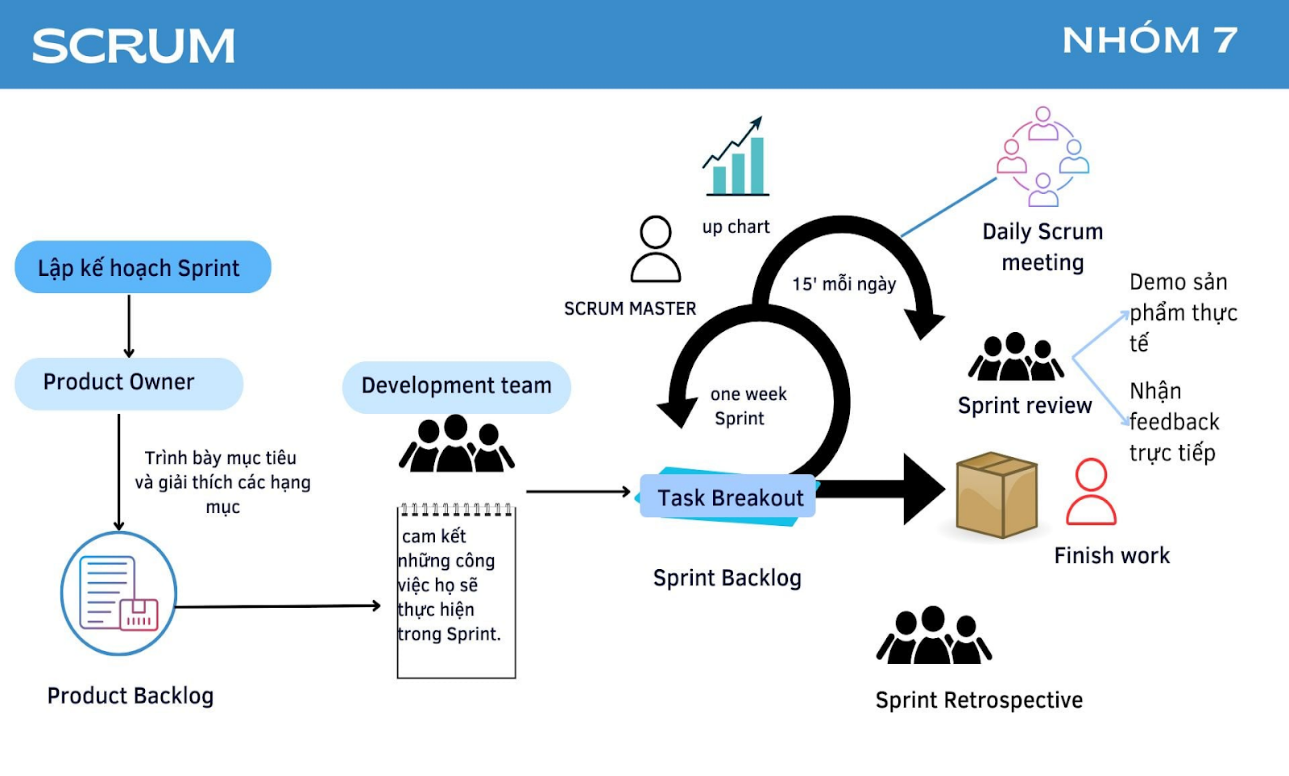 SCRUM
NHÓM 7
Lập kế hoạch Sprint
Product Owner
Trình bày mục tiêu
và giải thích các hạng
mục
Product Backlog
Development team
cam kết
những công
việc họ sẽ
thực hiện
trong Sprint.
up chart
SCRUM MASTER
15' mỗi ngày
one week
Sprint
Task Breakout
Sprint Backlog
Daily Scrum
meeting
Demo sản
phẩm thực
tế
Sprint review
Nhận
feedback
trực tiếp
Finish work
Sprint Retrospective